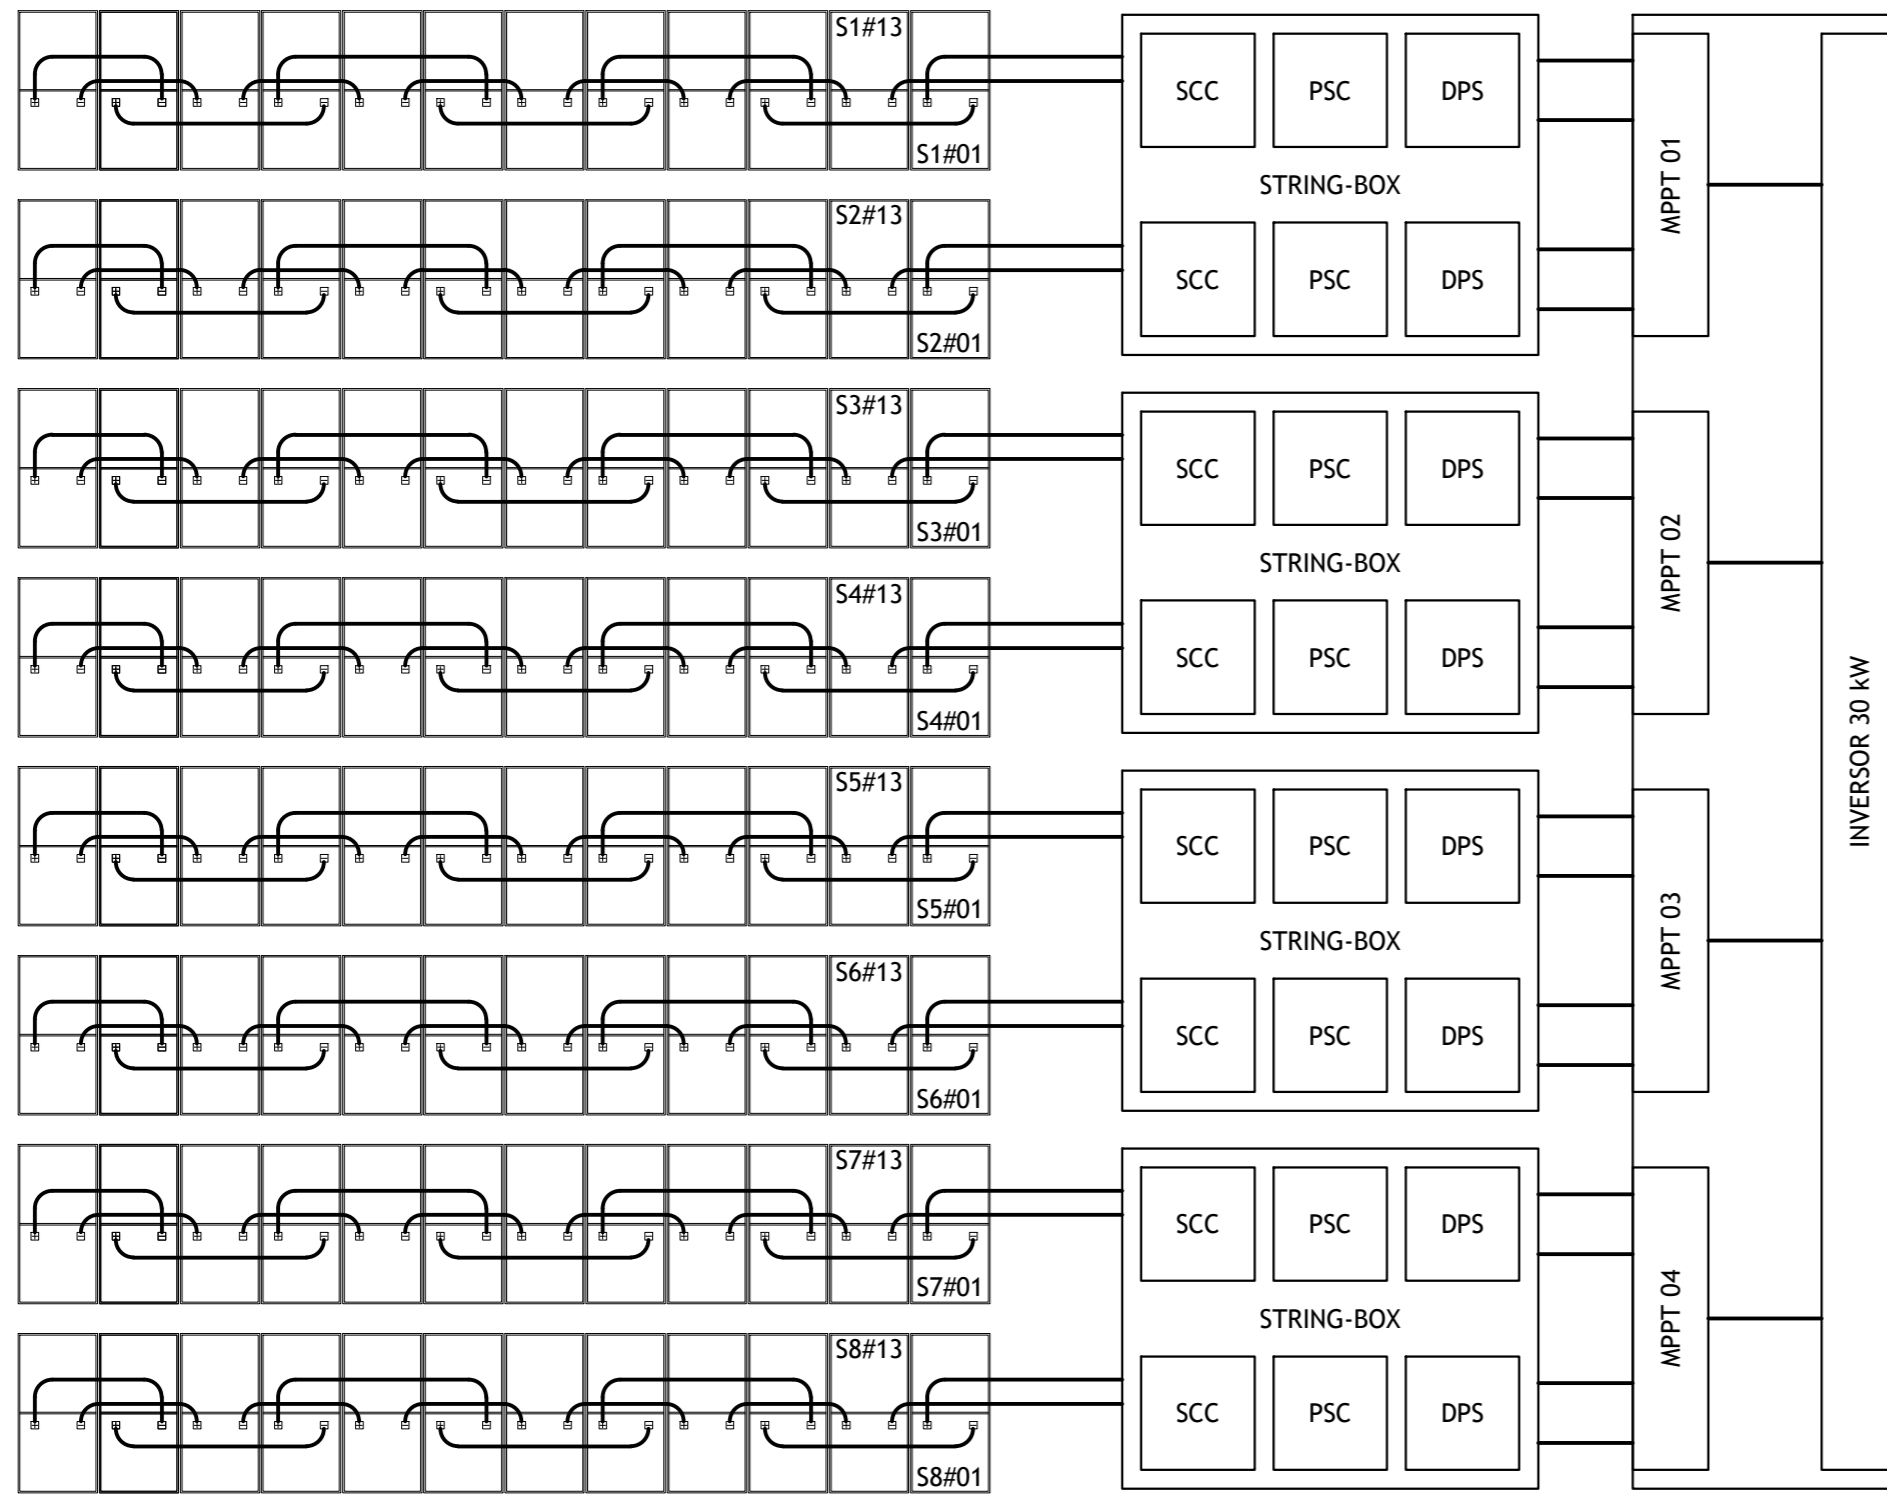 S1#13
SCC PSC DPS
S1#01
STRING-BOX
S2#13
SCC PSC DPS
S2#01
MPPT 01
S3#13
SCC PSC DPS
S3#01
STRING-BOX
S4#13
SCC PSC DPS
S4#01
MPPT 02
S5#13
SCC PSC DPS
S5#01
STRING-BOX
S6#13
SCC PSC DPS
S6#01
MPPT 03
S7#13
SCC PSC DPS
S7#01
STRING-BOX
S8#13
SCC PSC DPS
S8#01
MPPT 04
INVERSOR 30 kW